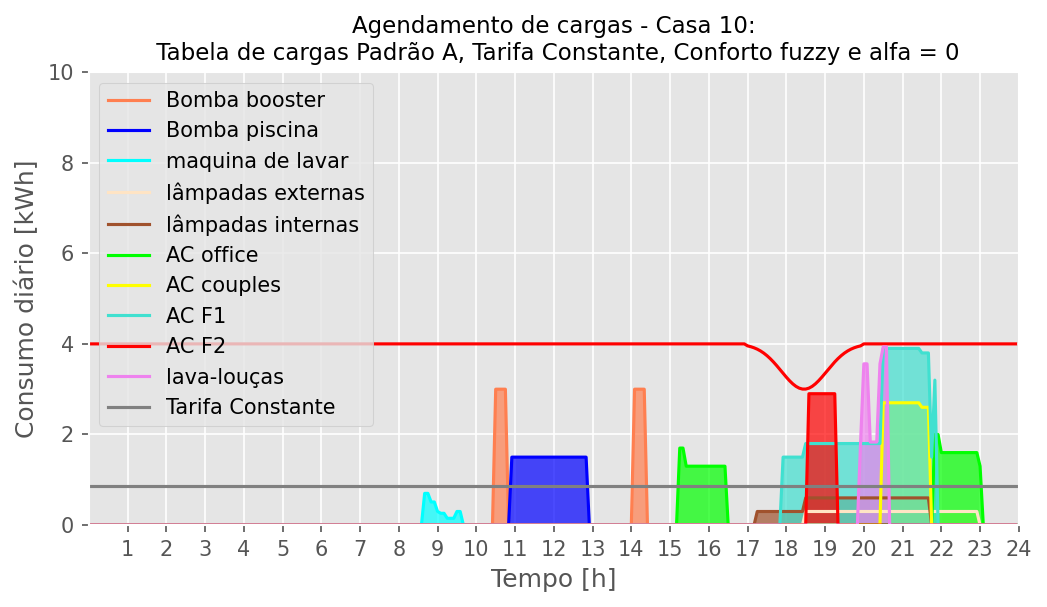 Agendamento de cargas - Casa 10:
Tabela de cargas Padrão A, Tarifa Constante, Conforto fuzzy e alfa = 0
Consumo diário [kWh]
10
8
6
4
2
0
Bomba booster
Bomba piscina
maquina de lavar
lâmpadas externas
lâmpadas internas
AC office
AC couples
AC F1
AC F2
lava-louças
Tarifa Constante
1 2 3 4 5 6 7 8 9 10 11 12 13 14 15 16 17 18 19 20 21 22 23 24
Tempo [h]